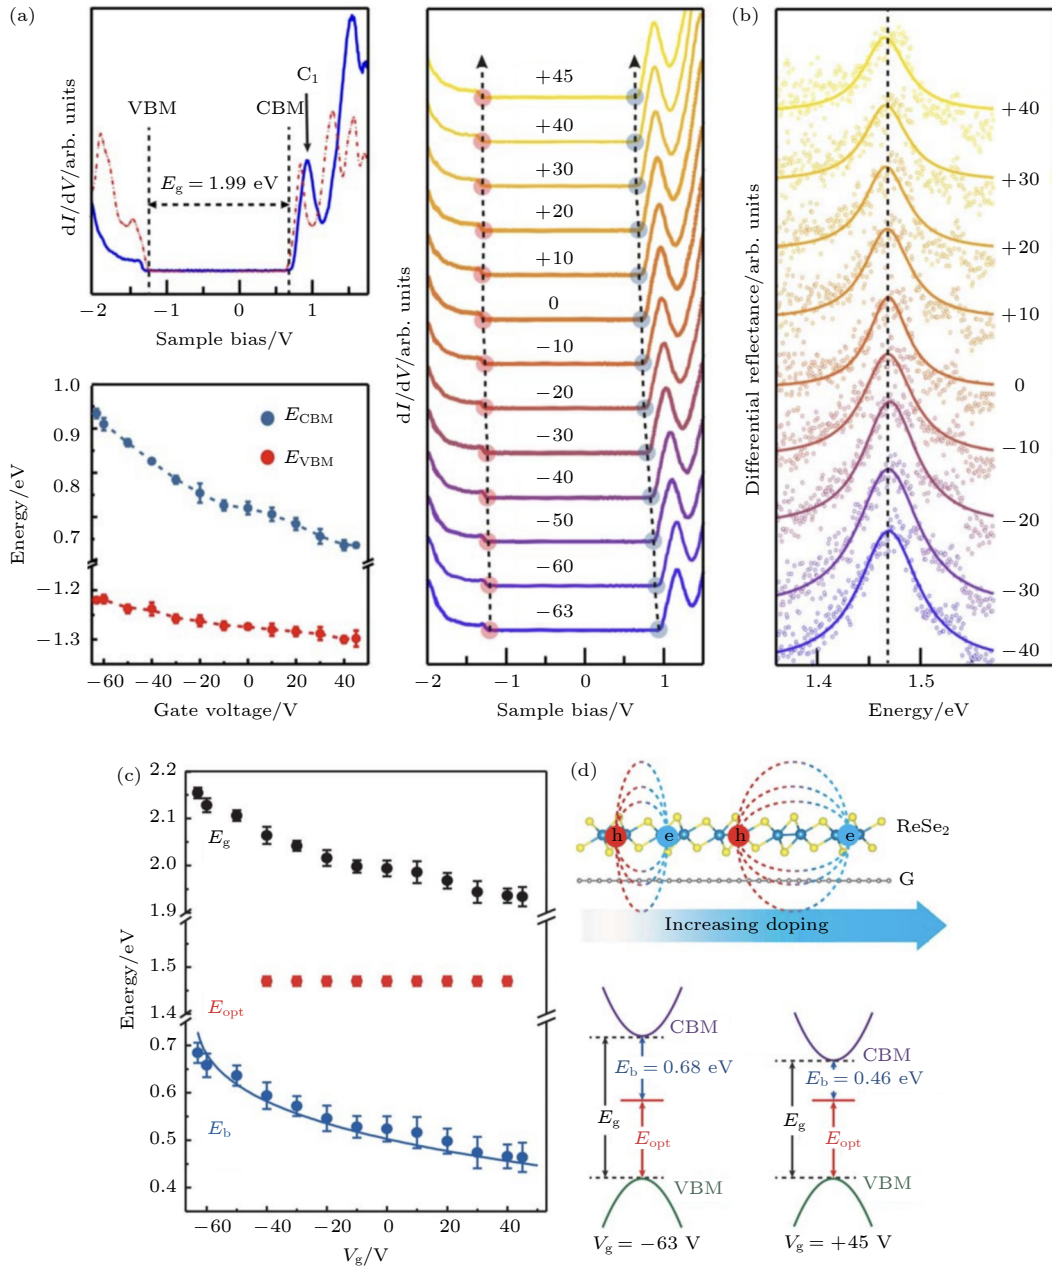 (a)
dI/dV/arb. units
VBM
CBM
C1
Eg = 1.99 eV
−2
−1
0
1
Sample bias/V
1.0
0.9
0.8
0.7
−1.2
−1.3
Energy/eV
ECBM
EVBM
−60
−40
−20
0
20
40
Gate voltage/V
dI/dV/arb. units
+45
+40
+30
+20
+10
0
−10
−20
−30
−40
−50
−60
−63
−2
−1
0
1
Sample bias/V
(b)
Differential reflectance/arb. units
+40
+30
+20
+10
0
−10
−20
−30
−40
1.4
1.5
Energy/eV
(c)
2.2
2.1
2.0
1.9
1.5
1.4
0.7
0.6
0.5
0.4
Energy/eV
Eg
Eopt
Eb
−60
−40
−20
0
20
40
Vg/V
(d)
h
e
h
e
ReSe2
G
Increasing doping
CBM
Eb = 0.68 eV
Eg
Eopt
VBM
Vg = −63 V
CBM
Eb = 0.46 eV
Eg
Eopt
VBM
Vg = +45 V